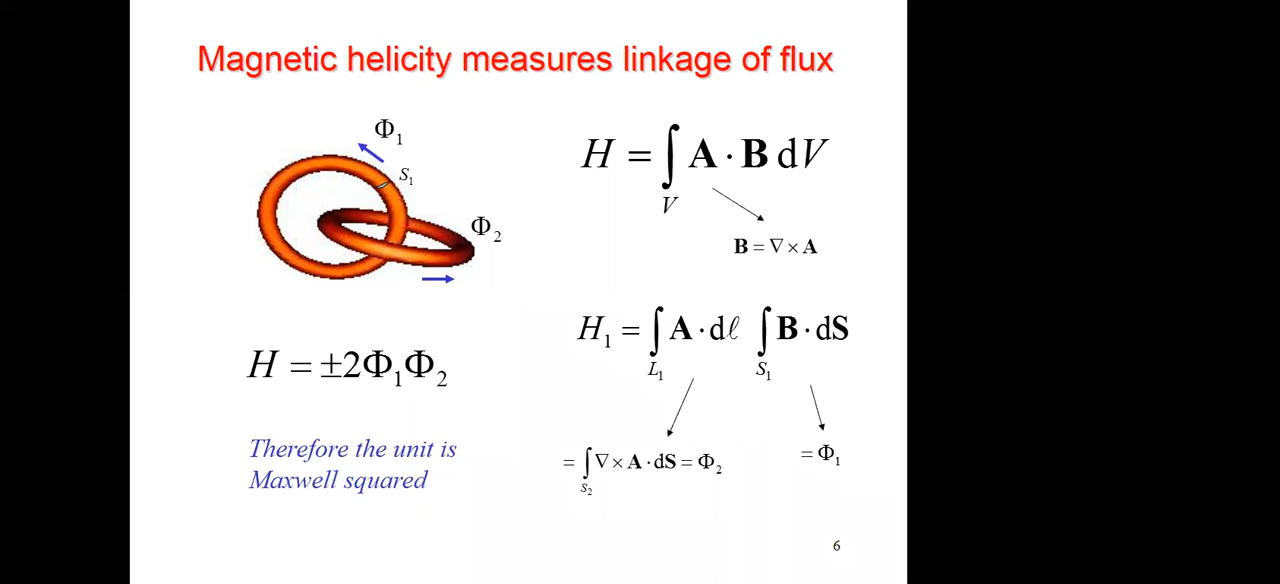 Magnetic helicity measures linkage of flux
Φ₁
S₁
Φ₂
H = ∫_V A · B dV
B = ∇ × A
H₁ = ∫_{L₁} A · dℓ ∫_{S₁} B · dS
H = ±2Φ₁Φ₂
= ∫_{S₂} ∇ × A · dS = Φ₂
= Φ₁
Therefore the unit is
Maxwell squared
6